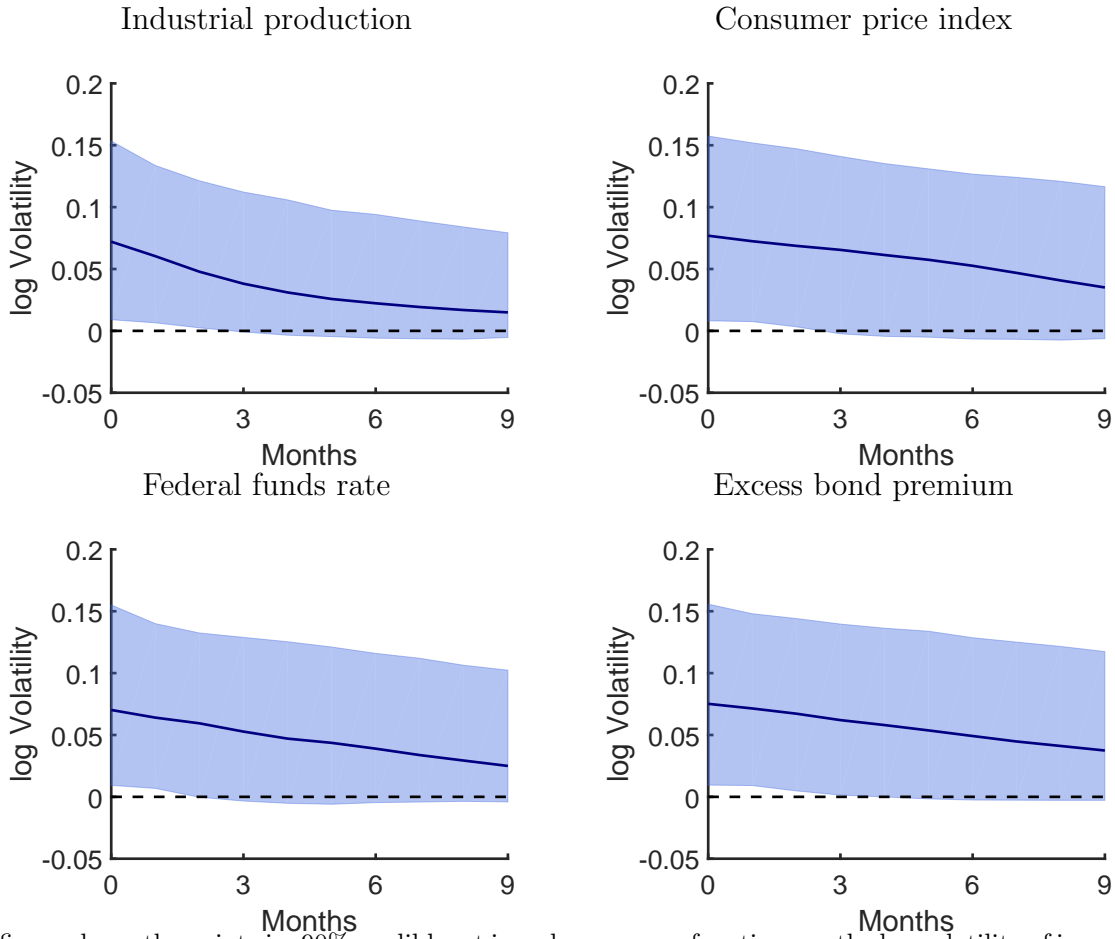 Industrial production
Consumer price index
0.2
0.15
0.1
0.05
0
-0.05
log Volatility
0 3 6 9
Months
0.2
0.15
0.1
0.05
0
-0.05
log Volatility
0 3 6 9
Months
Federal funds rate
Excess bond premium
0.2
0.15
0.1
0.05
0
-0.05
log Volatility
0 3 6 9
Months
0.2
0.15
0.1
0.05
0
-0.05
log Volatility
0 3 6 9
Months